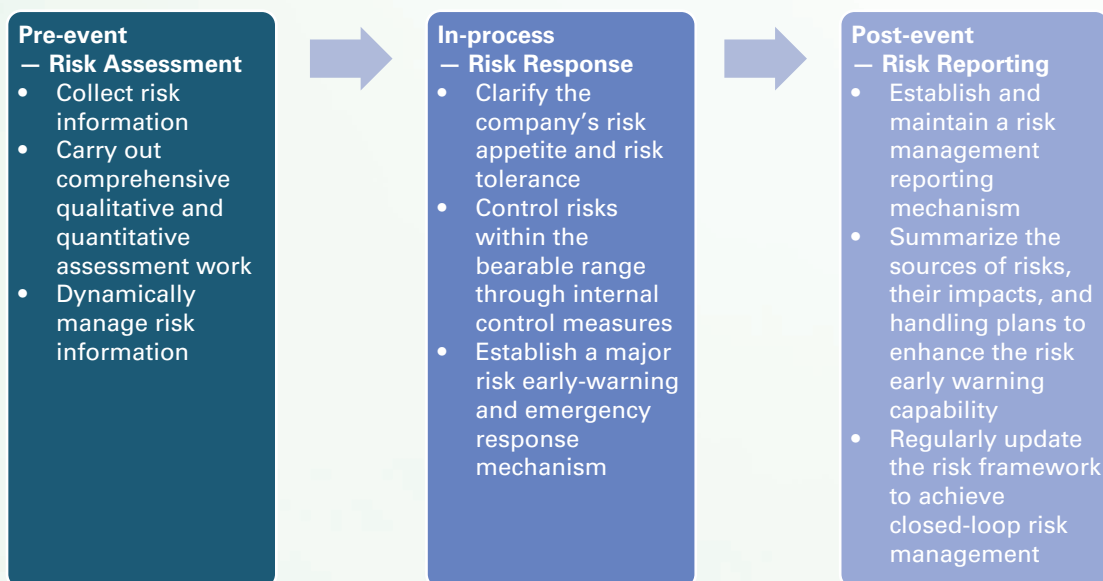 Pre-event
— Risk Assessment
• Collect risk
information
• Carry out
comprehensive
qualitative and
quantitative
assessment work
• Dynamically
manage risk
information
In-process
— Risk Response
• Clarify the
company’s risk
appetite and risk
tolerance
• Control risks
within the
bearable range
through internal
control measures
• Establish a major
risk early-warning
and emergency
response
mechanism
Post-event
— Risk Reporting
• Establish and
maintain a risk
management
reporting
mechanism
• Summarize the
sources of risks,
their impacts, and
handling plans to
enhance the risk
early warning
capability
• Regularly update
the risk framework
to achieve
closed-loop risk
management